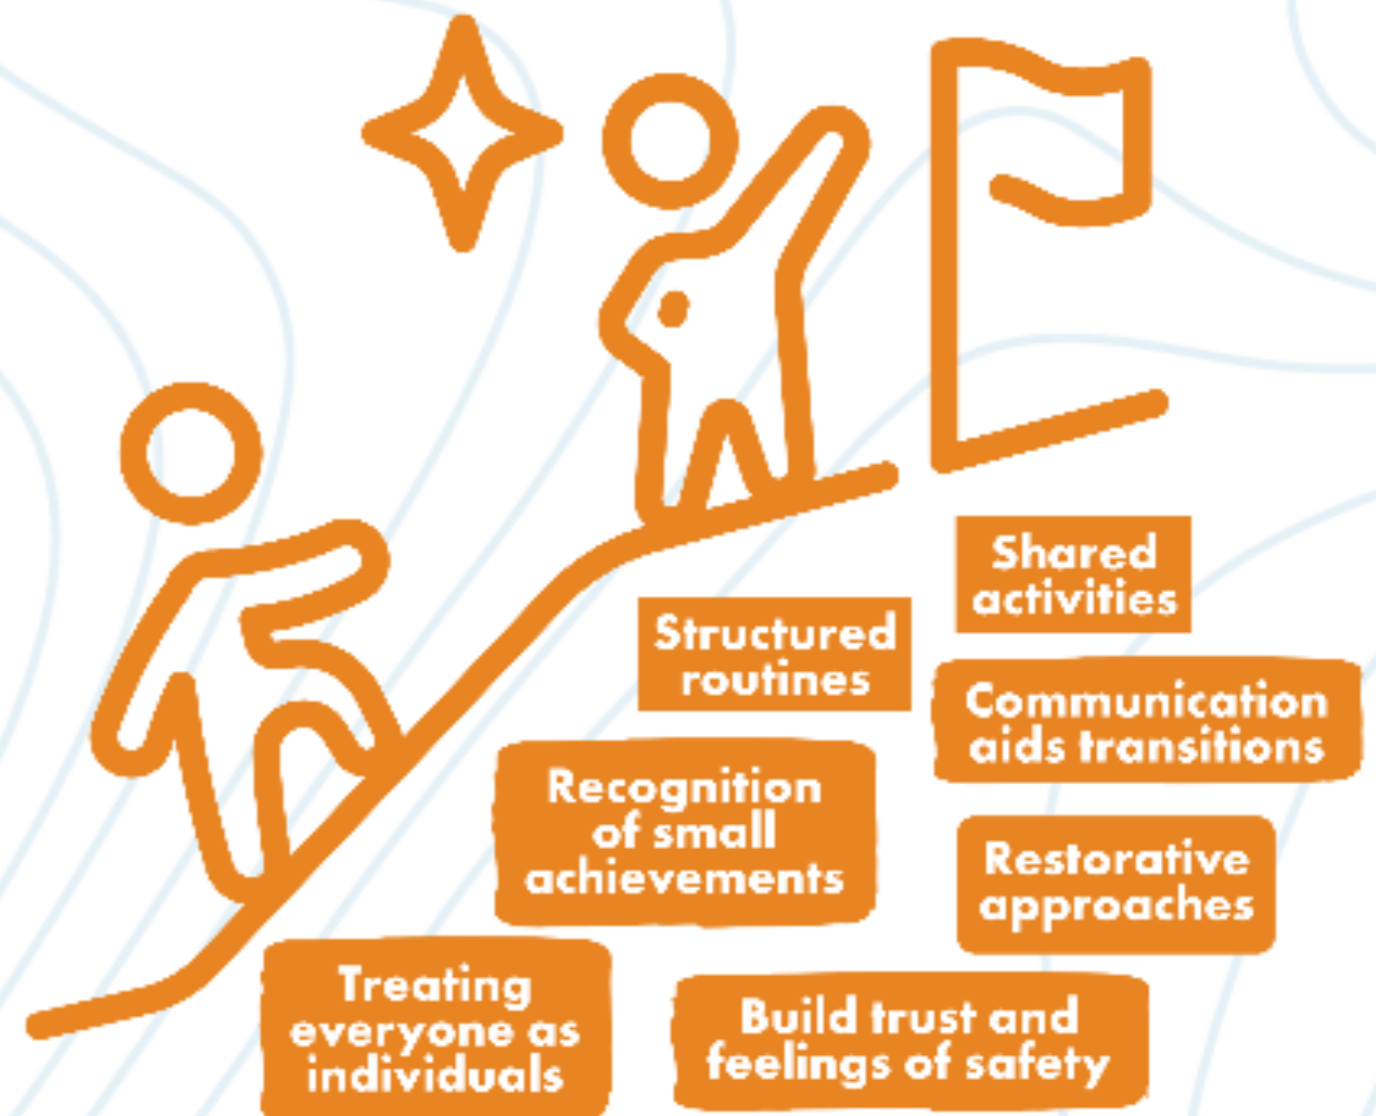 Shared
activities
Structured
routines
Communication
aids transitions
Recognition
of small
achievements
Restorative
approaches
Treating
everyone as
individuals
Build trust and
feelings of safety